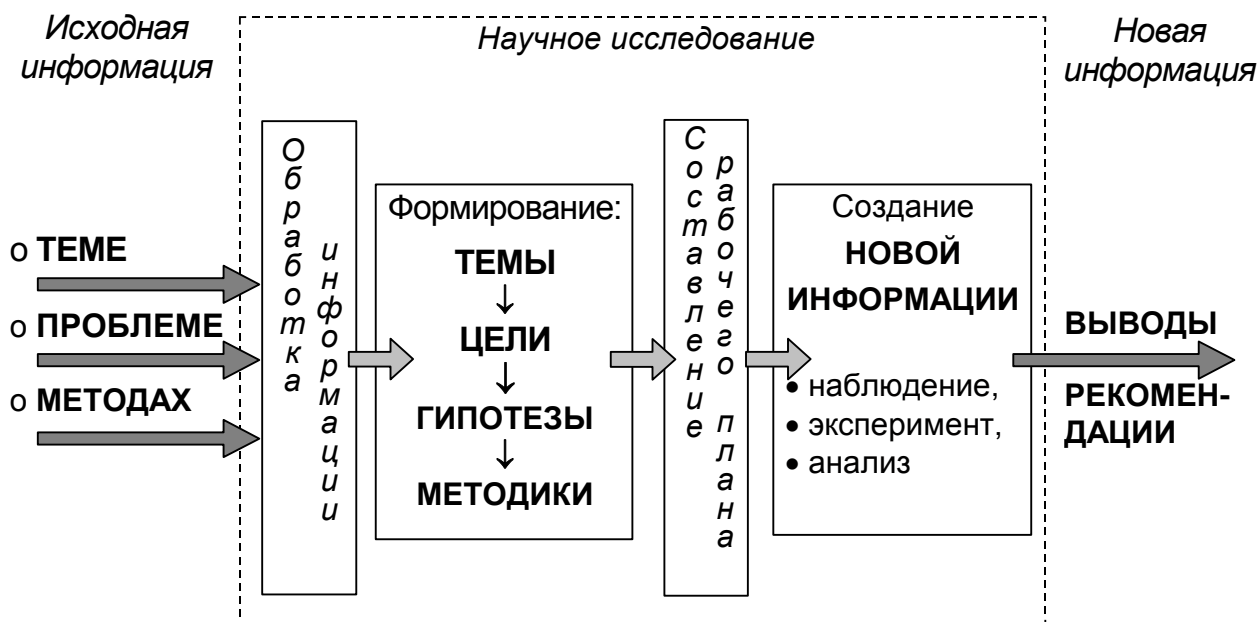 Исходная
информация
Научное исследование
Новая
информация
о ТЕМЕ
о ПРОБЛЕМЕ
о МЕТОДАХ
Обработка
информации
Формирование:
ТЕМЫ
↓
ЦЕЛИ
↓
ГИПОТЕЗЫ
↓
МЕТОДИКИ
Составление
рабочего плана
Создание
НОВОЙ
ИНФОРМАЦИИ
• наблюдение,
• эксперимент,
• анализ
ВЫВОДЫ
РЕКОМЕН-
ДАЦИИ